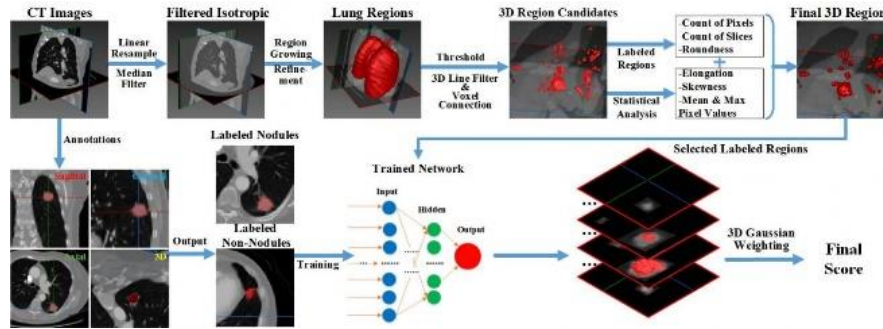 CT Images
Filtered Isotropic
Lung Regions
3D Region Candidates
Final 3D Region
Linear
Resample
Median
Filter
Region
Growing
Refine-
ment
Threshold
3D Line Filter
&
Voxel
Connection
Labeled
Regions
Statistical
Analysis
-Count of Pixels
Count of Slices
-Roundness
+
-Elongation
-Skewness
-Mean & Max
Pixel Values
Annotations
Labeled Nodules
Trained Network
Selected Labeled Regions
Sagittal
Axial
3D
Output
Labeled
Non-Nodules
Training
Input
Hidden
Output
3D Gaussian
Weighting
Final
Score